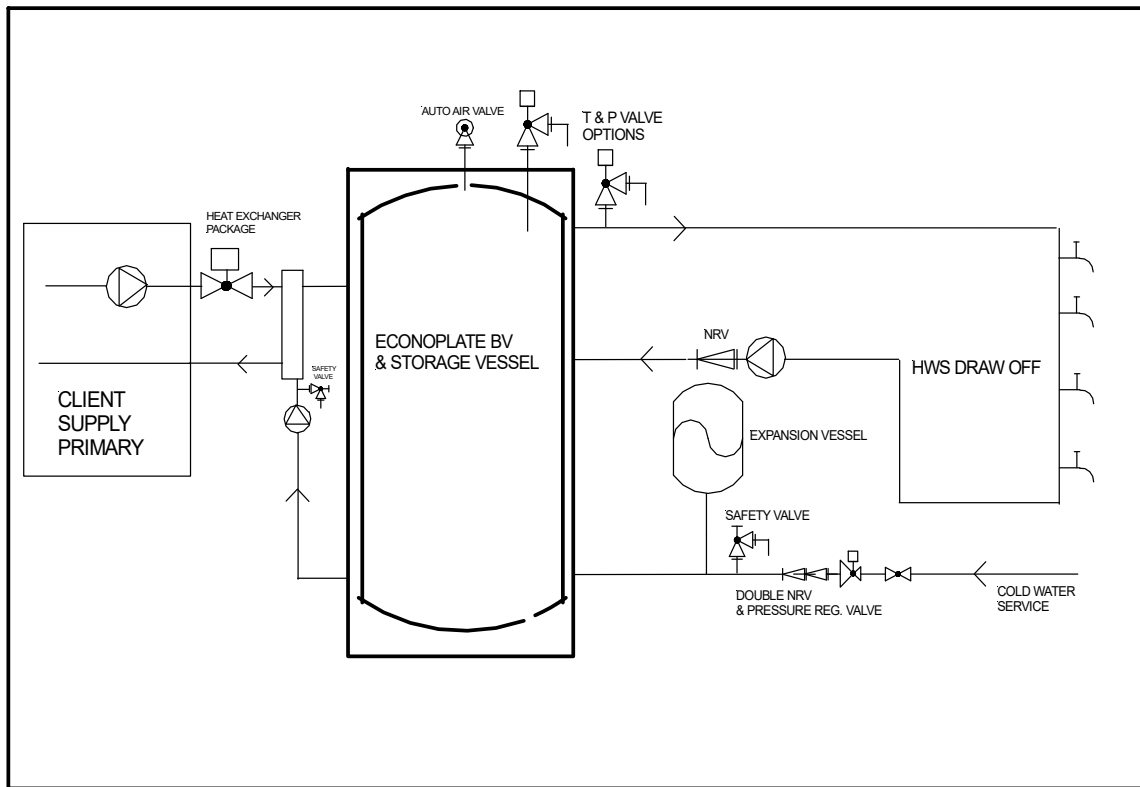 AUTO AIR VALVE
T & P VALVE
OPTIONS
HEAT EXCHANGER
PACKAGE
ECONOPLATE BV
& STORAGE VESSEL
NRV
HWS DRAW OFF
SAFETY
VALVE
CLIENT
SUPPLY
PRIMARY
EXPANSION VESSEL
SAFETY VALVE
DOUBLE NRV
& PRESSURE REG. VALVE
COLD WATER
SERVICE